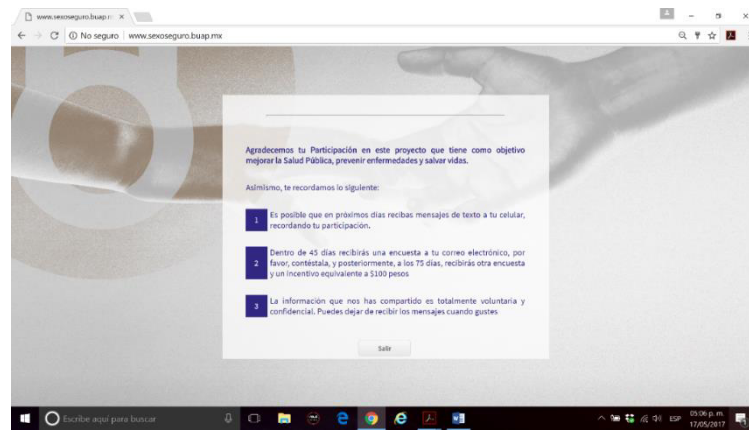 www.sexoseguro.buap.m
No seguro | www.sexoseguro.buap.mx
Agradecemos tu Participación en este proyecto que tiene como objetivo
mejorar la Salud Pública, prevenir enfermedades y salvar vidas.
Asimismo, te recordamos lo siguiente:
1 Es posible que en próximos días recibas mensajes de texto a tu celular,
recordando tu participación.
2 Dentro de 45 días recibirás una encuesta a tu correo electrónico, por
favor, contéstala, y posteriormente, a los 75 días, recibirás otra encuesta
y un incentivo equivalente a $100 pesos
3 La información que nos has compartido es totalmente voluntaria y
confidencial. Puedes dejar de recibir los mensajes cuando gustes
Salir
Escribe aquí para buscar
ESP
05:06 p. m.
17/05/2017